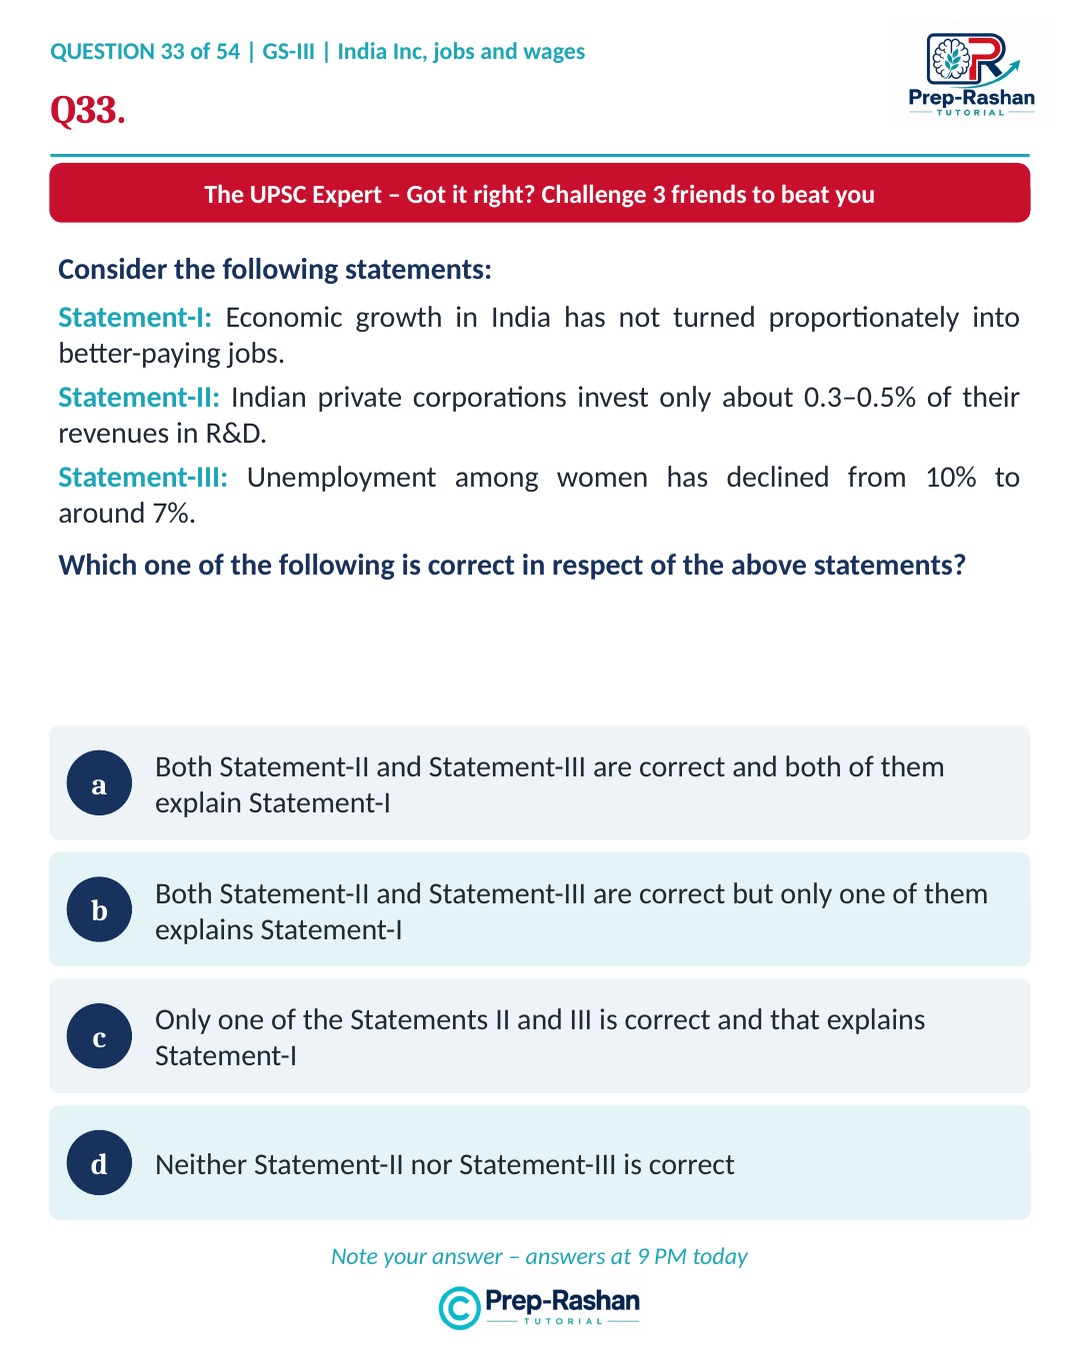 QUESTION 33 of 54 | GS-III | India Inc, jobs and wages
Q33.
Prep-Rashan
TUTORIAL
The UPSC Expert – Got it right? Challenge 3 friends to beat you
Consider the following statements:
Statement-I: Economic growth in India has not turned proportionately into
better-paying jobs.
Statement-II: Indian private corporations invest only about 0.3–0.5% of their
revenues in R&D.
Statement-III: Unemployment among women has declined from 10% to
around 7%.
Which one of the following is correct in respect of the above statements?
a
Both Statement-II and Statement-III are correct and both of them
explain Statement-I
b
Both Statement-II and Statement-III are correct but only one of them
explains Statement-I
c
Only one of the Statements II and III is correct and that explains
Statement-I
d
Neither Statement-II nor Statement-III is correct
Note your answer – answers at 9 PM today
© Prep-Rashan
TUTORIAL